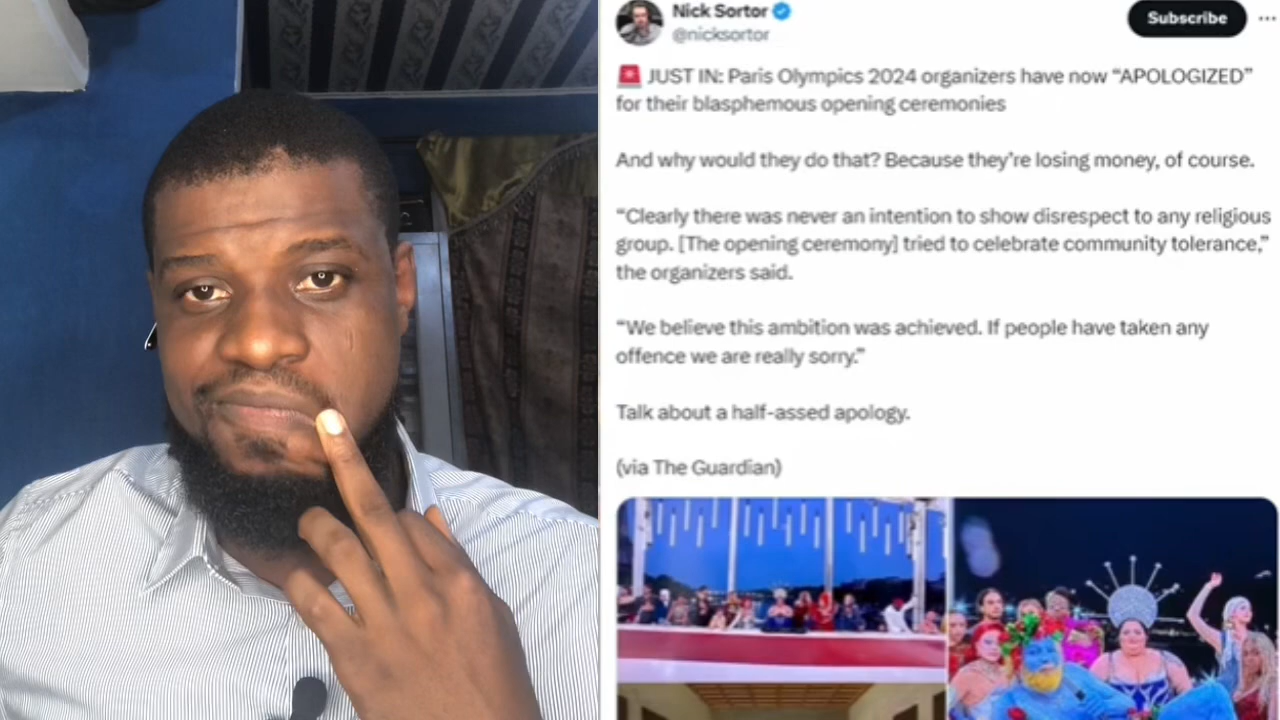 Nick Sortor
@nicksortor
Subscribe
🚨 JUST IN: Paris Olympics 2024 organizers have now “APOLOGIZED”
for their blasphemous opening ceremonies
And why would they do that? Because they’re losing money, of course.
“Clearly there was never an intention to show disrespect to any religious
group. [The opening ceremony] tried to celebrate community tolerance,”
the organizers said.
“We believe this ambition was achieved. If people have taken any
offence we are really sorry.”
Talk about a half-assed apology.
(via The Guardian)